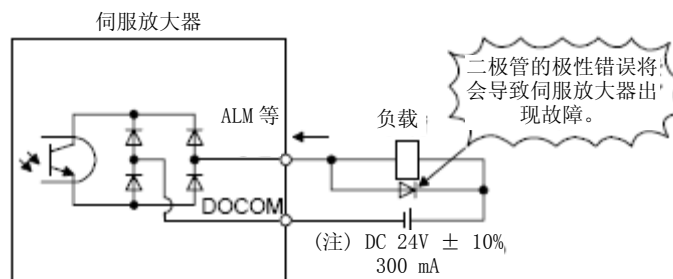 伺服放大器
二极管的极性错误将
会导致伺服放大器出
现故障。
ALM 等
负载
DOCOM
(注) DC 24V ± 10%
300 mA